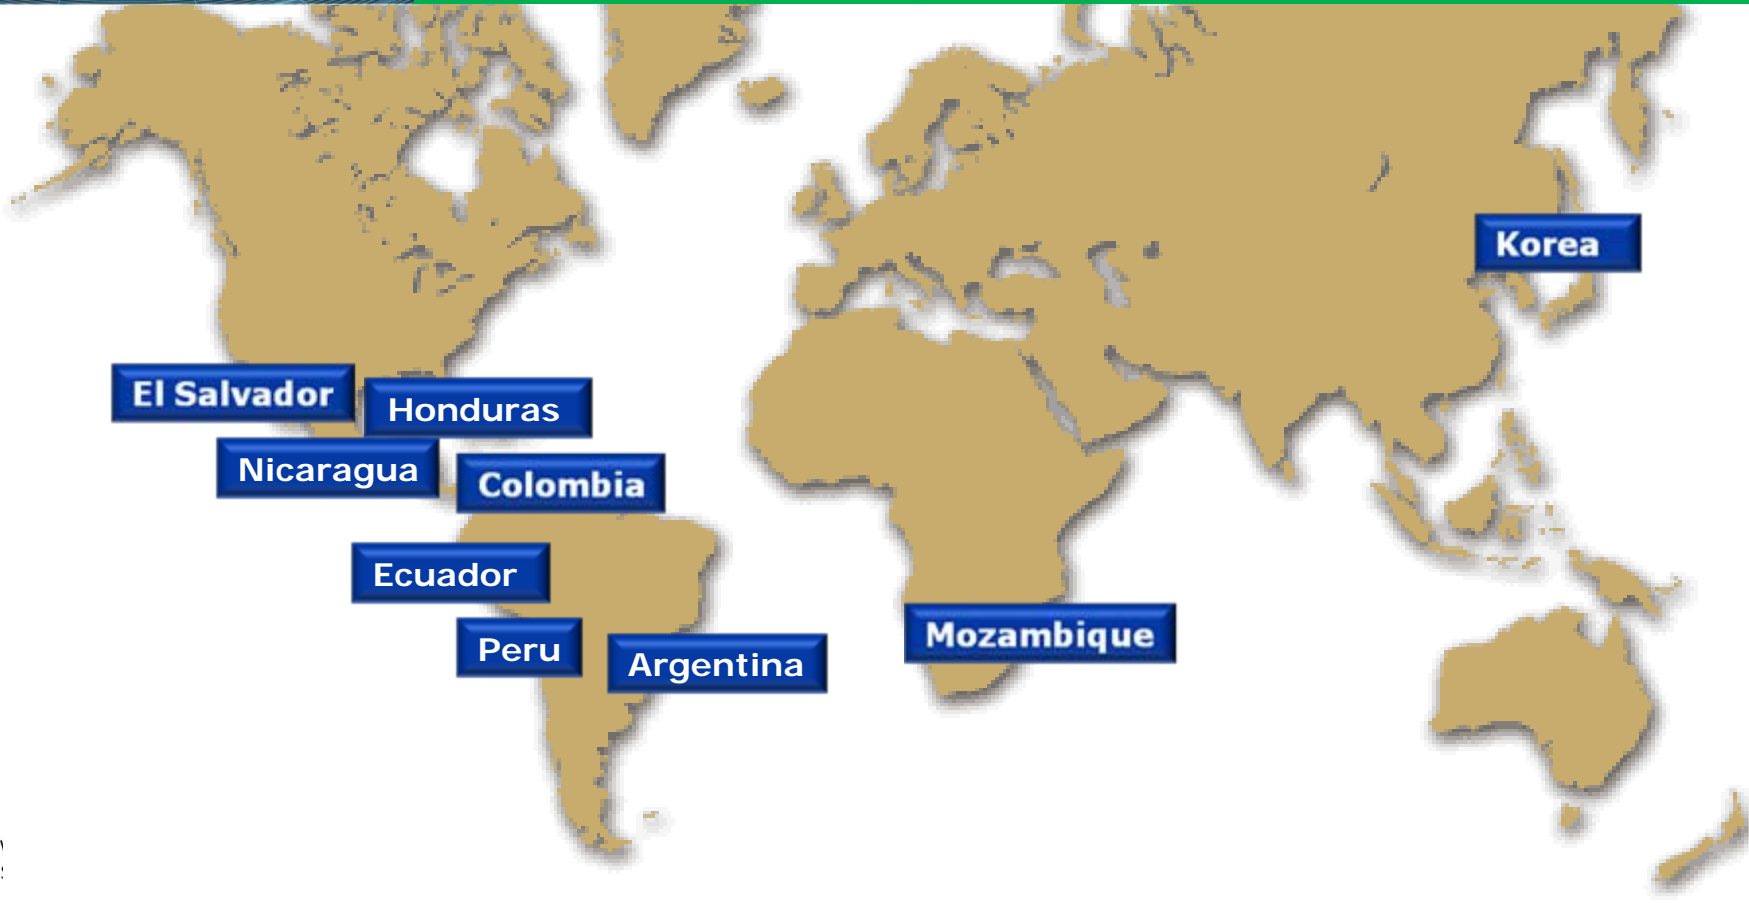 Korea
El Salvador
Honduras
Nicaragua
Colombia
Ecuador
Peru
Argentina
Mozambique